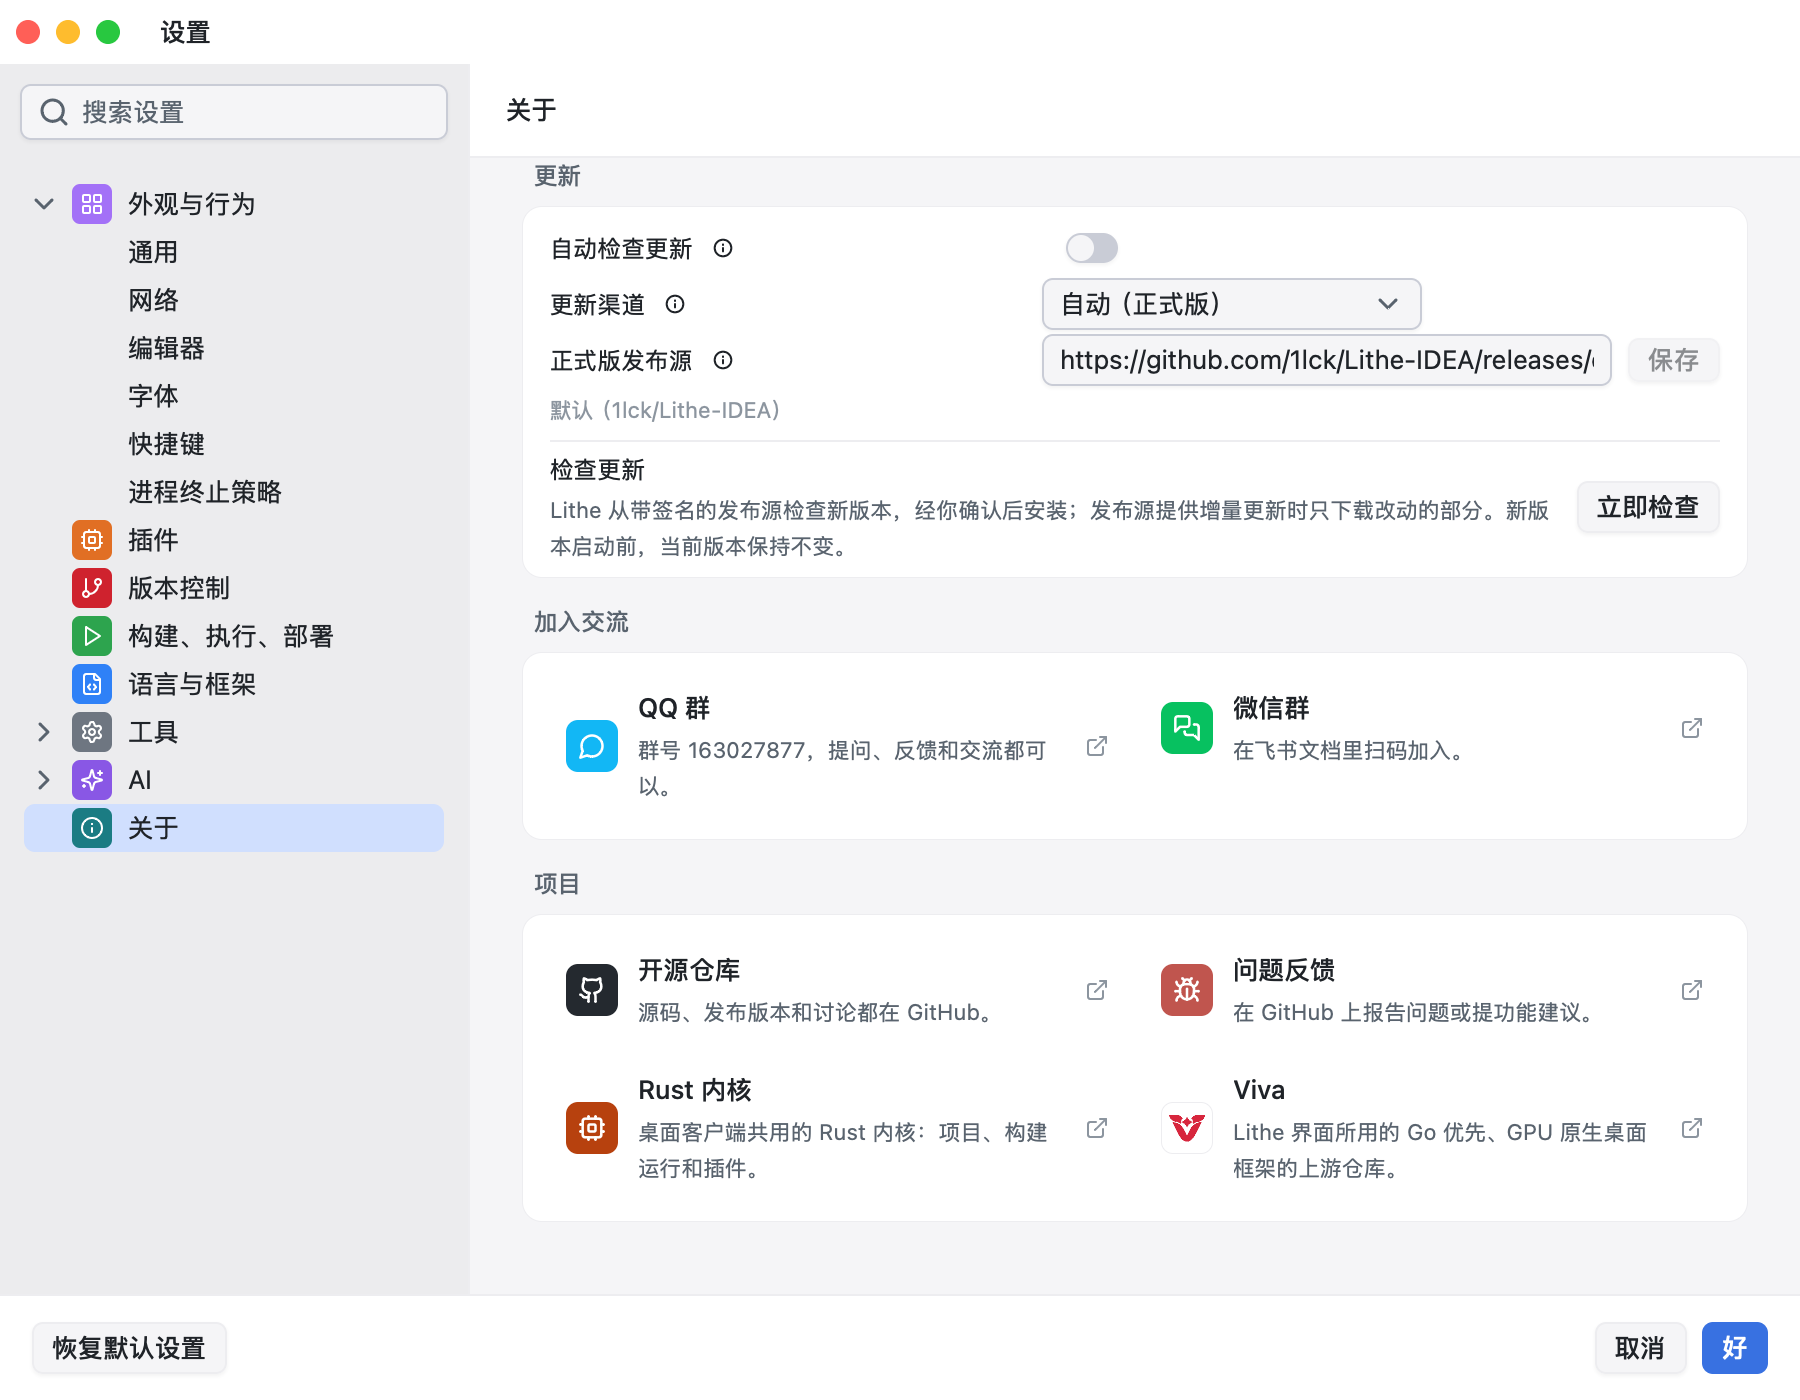 设置
搜索设置
外观与行为
通用
网络
编辑器
字体
快捷键
进程终止策略
插件
版本控制
构建、执行、部署
语言与框架
工具
AI
关于
关于
更新
自动检查更新
更新渠道
自动（正式版）
正式版发布源
https://github.com/1lck/Lithe-IDEA/releases/
保存
默认（1lck/Lithe-IDEA）
检查更新
Lithe 从带签名的发布源检查新版本，经你确认后安装；发布源提供增量更新时只下载改动的部分。新版
本启动前，当前版本保持不变。
立即检查
加入交流
QQ 群
群号 163027877，提问、反馈和交流都可
以。
微信群
在飞书文档里扫码加入。
项目
开源仓库
源码、发布版本和讨论都在 GitHub。
问题反馈
在 GitHub 上报告问题或提功能建议。
Rust 内核
桌面客户端共用的 Rust 内核：项目、构建
运行和插件。
Viva
Lithe 界面所用的 Go 优先、GPU 原生桌面
框架的上游仓库。
恢复默认设置
取消
好